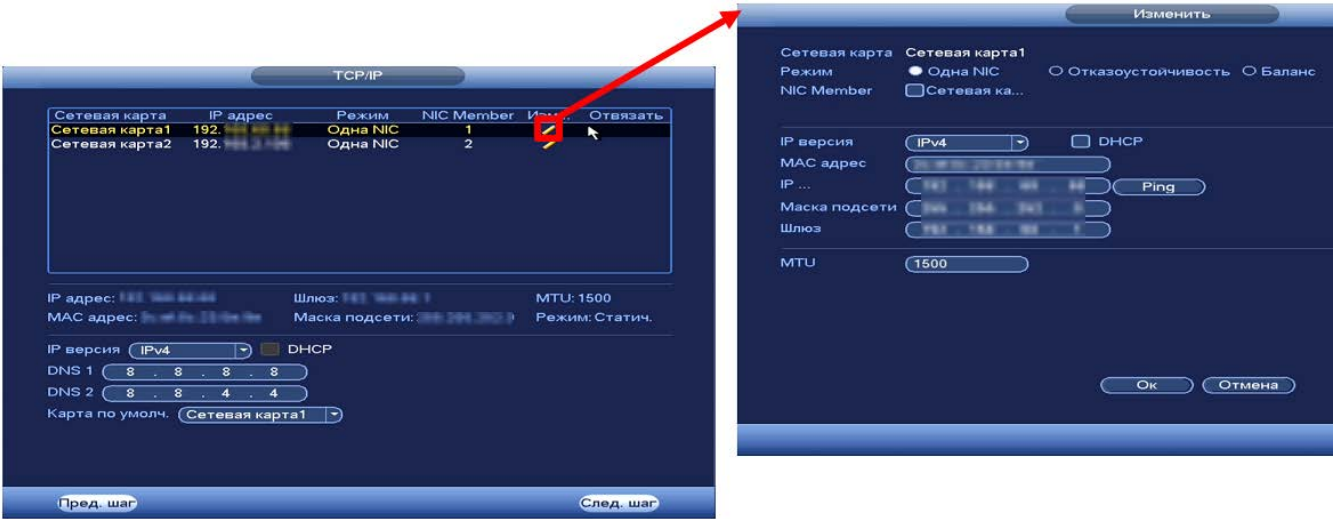 TCP/IP
Сетевая карта IP адрес Режим NIC Member Изм.. Отвязать
Сетевая карта1 192. Одна NIC 1
Сетевая карта2 192. Одна NIC 2
IP адрес: Шлюз: MTU: 1500
MAC адрес: Маска подсети: Режим: Статич.
IP версия IPv4 DHCP
DNS 1 8 . 8 . 8 . 8
DNS 2 8 . 8 . 4 . 4
Карта по умолч. Сетевая карта1
Пред. шаг След. шаг
Изменить
Сетевая карта Сетевая карта1
Режим Одна NIC Отказоустойчивость Баланс
NIC Member Сетевая ка...
IP версия IPv4 DHCP
MAC адрес
IP ... Ping
Маска подсети
Шлюз
MTU 1500
Ок Отмена